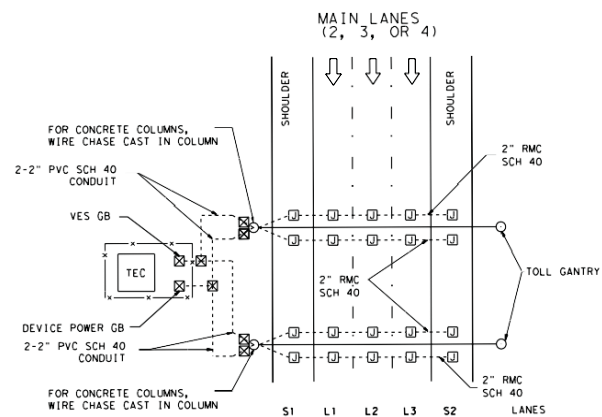 MAIN LANES
(2, 3, OR 4)
SHOULDER
SHOULDER
FOR CONCRETE COLUMNS,
WIRE CHASE CAST IN COLUMN
2" RMC
SCH 40
2-2" PVC SCH 40
CONDUIT
VES GB
J J J J J
J J J J J
TEC
2" RMC
SCH 40
TOLL GANTRY
DEVICE POWER GB
2-2" PVC SCH 40
CONDUIT
J J J J J
J J J J J
2" RMC
SCH 40
FOR CONCRETE COLUMNS,
WIRE CHASE CAST IN COLUMN
S1 L1 L2 L3 S2 LANES